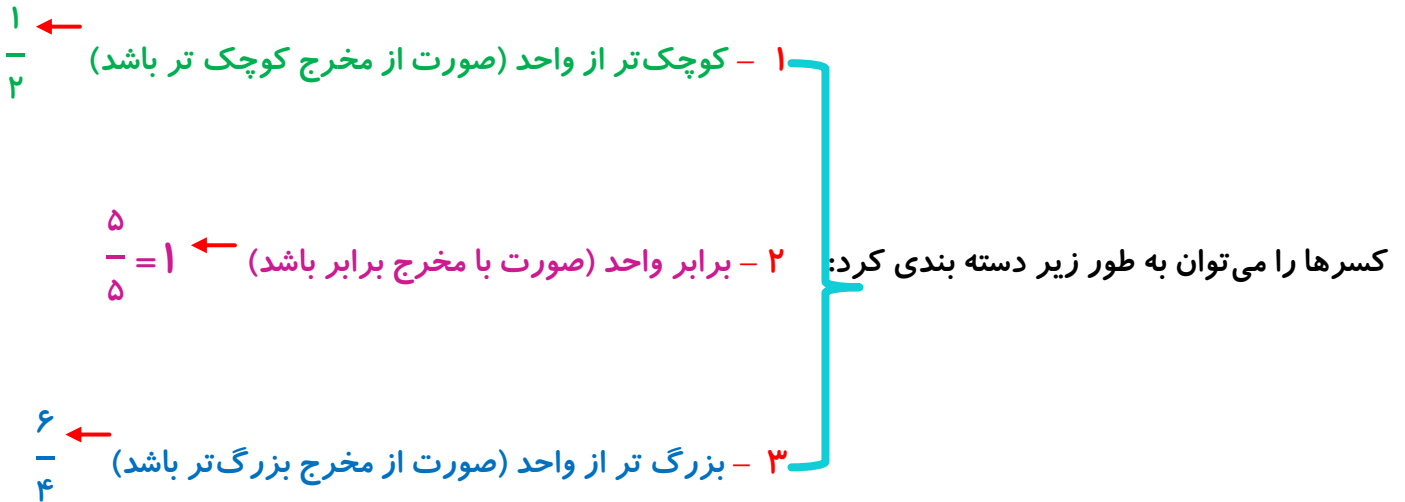 کسرها را می‌توان به طور زیر دسته بندی کرد:
۱ – کوچک‌تر از واحد (صورت از مخرج کوچک تر باشد) ← ۱/۲
۲ – برابر واحد (صورت با مخرج برابر باشد) ← ۱ = ۵/۵
۳ – بزرگ تر از واحد (صورت از مخرج بزرگ‌تر باشد) ← ۶/۴